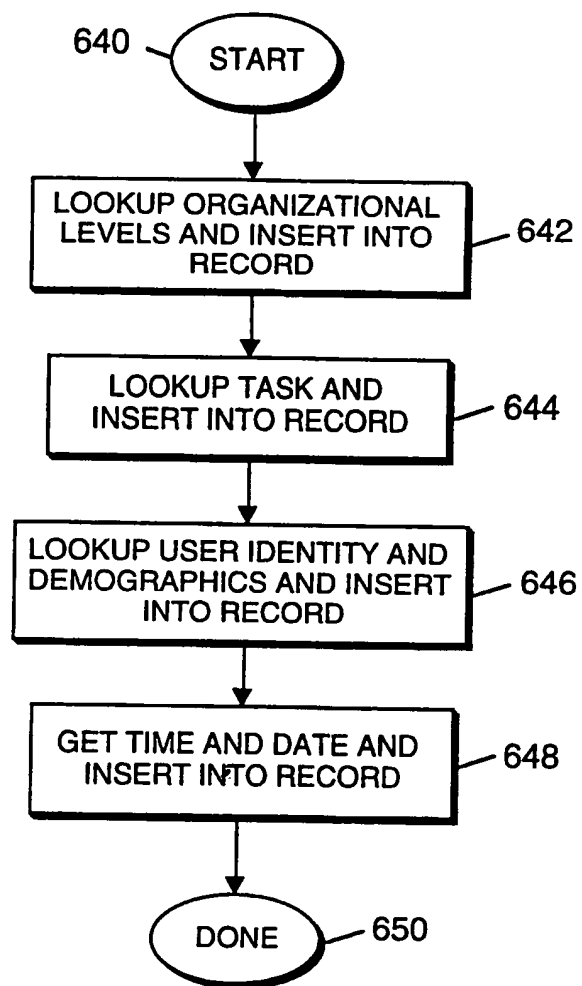 640
START
LOOKUP ORGANIZATIONAL
LEVELS AND INSERT INTO
RECORD
642
LOOKUP TASK AND
INSERT INTO RECORD
644
LOOKUP USER IDENTITY AND
DEMOGRAPHICS AND INSERT
INTO RECORD
646
GET TIME AND DATE AND
INSERT INTO RECORD
648
DONE
650